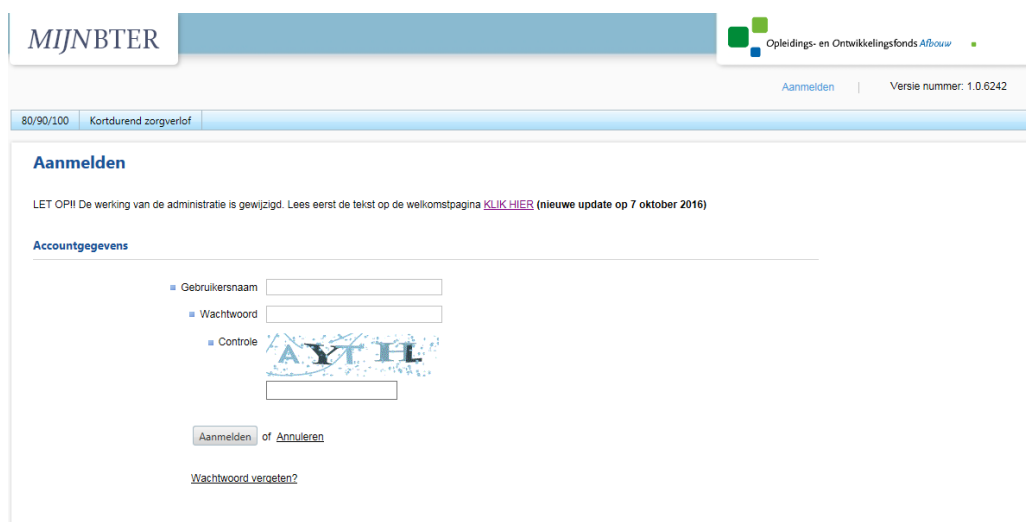 MIJNBTER
Opleidings- en Ontwikkelingsfonds Afbouw
Aanmelden | Versie nummer: 1.0.6242
80/90/100 Kortdurend zorgverlof
Aanmelden
LET OP!! De werking van de administratie is gewijzigd. Lees eerst de tekst op de welkomstpagina KLIK HIER (nieuwe update op 7 oktober 2016)
Accountgegevens
Gebruikersnaam
Wachtwoord
Controle
Aanmelden of Annuleren
Wachtwoord vergeten?